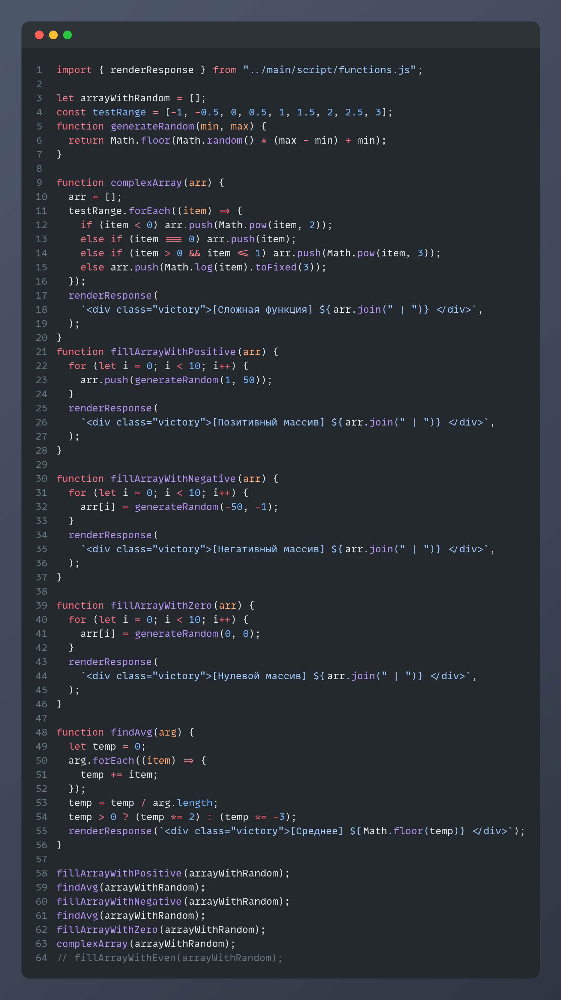 1 import { renderResponse } from "../main/script/functions.js";
2
3 let arrayWithRandom = [];
4 const testRange = [-1, -0.5, 0, 0.5, 1, 1.5, 2, 2.5, 3];
5 function generateRandom(min, max) {
6   return Math.floor(Math.random() * (max - min) + min);
7 }
8
9 function complexArray(arr) {
10   arr = [];
11   testRange.forEach((item) => {
12     if (item < 0) arr.push(Math.pow(item, 2));
13     else if (item === 0) arr.push(item);
14     else if (item > 0 && item <= 1) arr.push(Math.pow(item, 3));
15     else arr.push(Math.log(item).toFixed(3));
16   });
17   renderResponse(
18     `<div class="victory">[Сложная функция] ${arr.join(" | ")} </div>`,
19   );
20 }
21 function fillArrayWithPositive(arr) {
22   for (let i = 0; i < 10; i++) {
23     arr.push(generateRandom(1, 50));
24   }
25   renderResponse(
26     `<div class="victory">[Позитивный массив] ${arr.join(" | ")} </div>`,
27   );
28 }
29
30 function fillArrayWithNegative(arr) {
31   for (let i = 0; i < 10; i++) {
32     arr[i] = generateRandom(-50, -1);
33   }
34   renderResponse(
35     `<div class="victory">[Негативный массив] ${arr.join(" | ")} </div>`,
36   );
37 }
38
39 function fillArrayWithZero(arr) {
40   for (let i = 0; i < 10; i++) {
41     arr[i] = generateRandom(0, 0);
42   }
43   renderResponse(
44     `<div class="victory">[Нулевой массив] ${arr.join(" | ")} </div>`,
45   );
46 }
47
48 function findAvg(arg) {
49   let temp = 0;
50   arg.forEach((item) => {
51     temp += item;
52   });
53   temp = temp / arg.length;
54   temp > 0 ? (temp *= 2) : (temp *= -3);
55   renderResponse(`<div class="victory">[Среднее] ${Math.floor(temp)} </div>`);
56 }
57
58 fillArrayWithPositive(arrayWithRandom);
59 findAvg(arrayWithRandom);
60 fillArrayWithNegative(arrayWithRandom);
61 findAvg(arrayWithRandom);
62 fillArrayWithZero(arrayWithRandom);
63 complexArray(arrayWithRandom);
64 // fillArrayWithEven(arrayWithRandom);